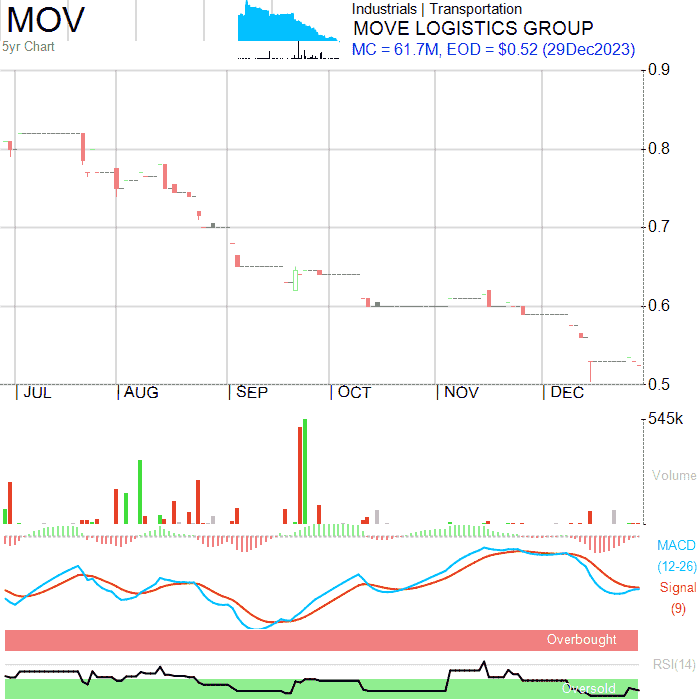 MOV
5yr Chart
Industrials | Transportation
MOVE LOGISTICS GROUP
MC = 61.7M, EOD = $0.52 (29Dec2023)
0.9
0.8
0.7
0.6
0.5
JUL AUG SEP OCT NOV DEC
545k
Volume
MACD
(12-26)
Signal
(9)
Overbought
RSI(14)
Oversold